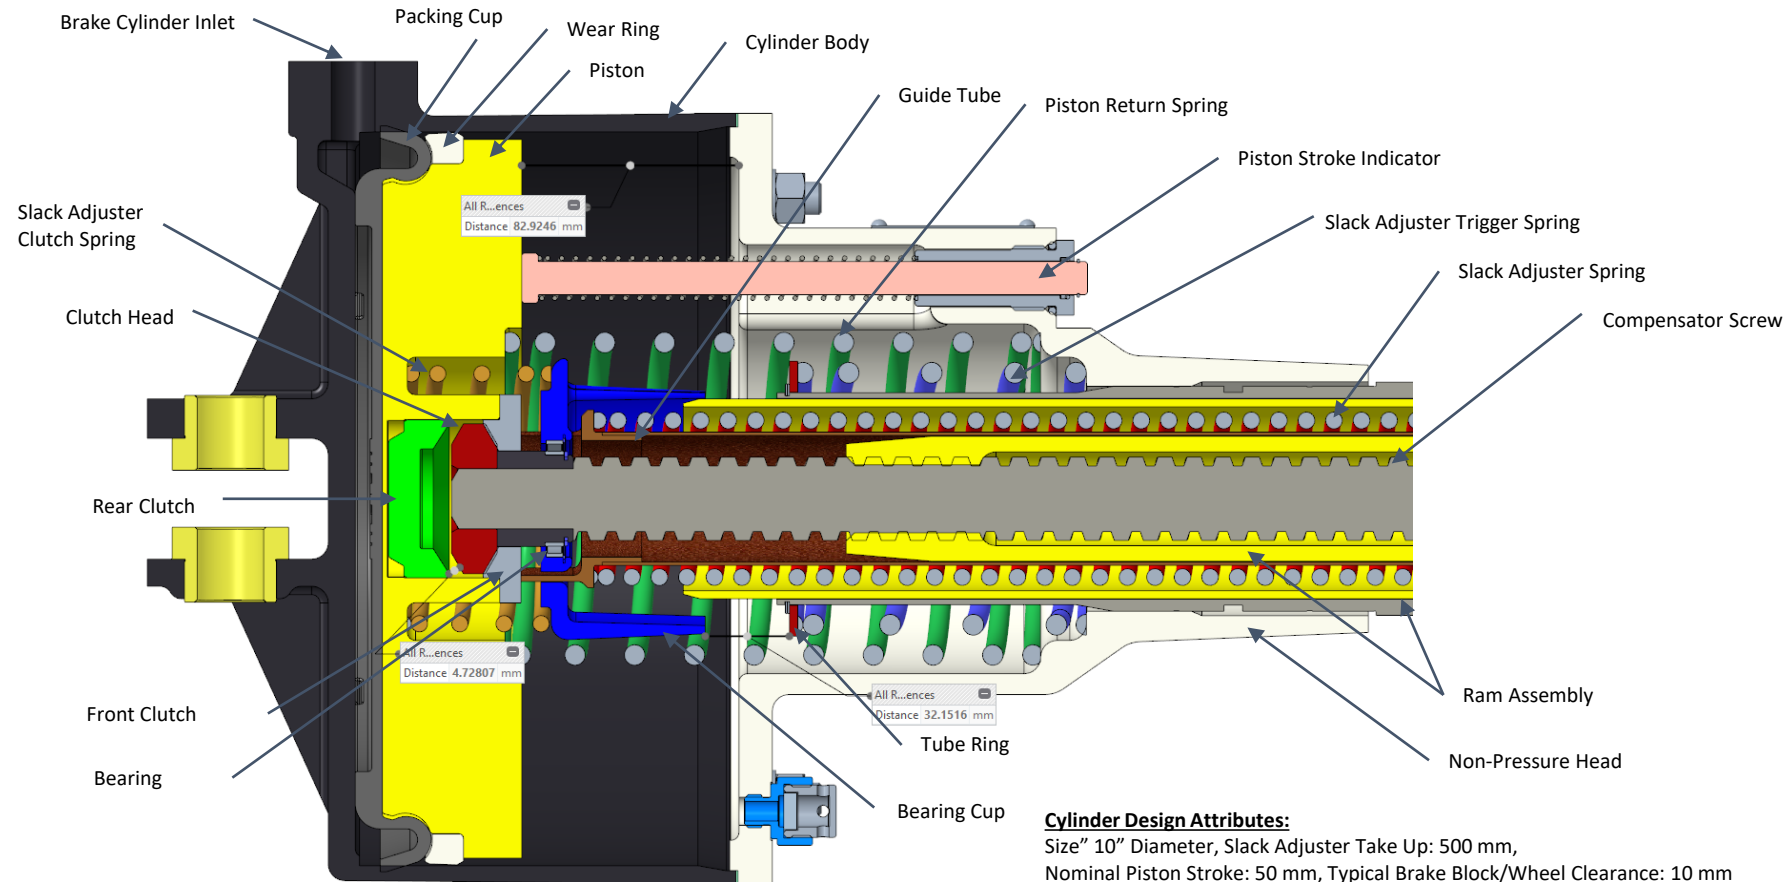 Brake Cylinder Inlet
Packing Cup
Wear Ring
Piston
Cylinder Body
Guide Tube
Piston Return Spring
Piston Stroke Indicator
Slack Adjuster
Clutch Spring
Slack Adjuster Trigger Spring
Slack Adjuster Spring
Clutch Head
Compensator Screw
Rear Clutch
All R...ences
Distance 82.9246 mm
All R...ences
Distance 4.72807 mm
All R...ences
Distance 32.1516 mm
Front Clutch
Bearing
Tube Ring
Bearing Cup
Ram Assembly
Non-Pressure Head
Cylinder Design Attributes:
Size” 10” Diameter, Slack Adjuster Take Up: 500 mm,
Nominal Piston Stroke: 50 mm, Typical Brake Block/Wheel Clearance: 10 mm